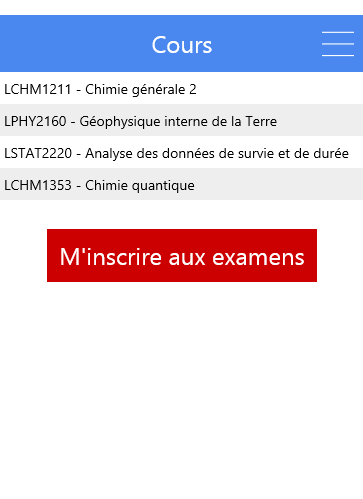 Cours
LCHM1211 - Chimie générale 2
LPHY2160 - Géophysique interne de la Terre
LSTAT2220 - Analyse des données de survie et de durée
LCHM1353 - Chimie quantique
M'inscrire aux examens